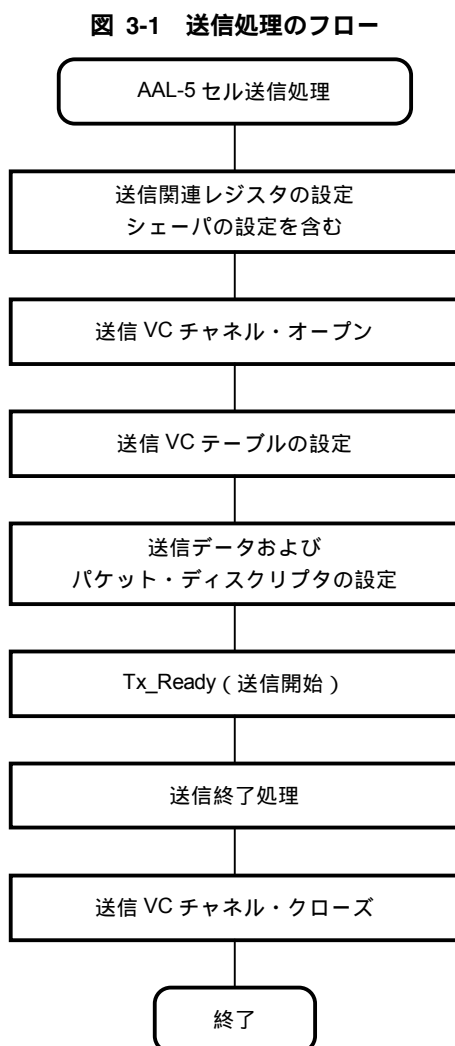 図 3-1 送信処理のフロー
AAL-5 セル送信処理
送信関連レジスタの設定
シェーパの設定を含む
送信 VC チャネル・オープン
送信 VC テーブルの設定
送信データおよび
パケット・ディスクリプタの設定
Tx_Ready（送信開始）
送信終了処理
送信 VC チャネル・クローズ
終了